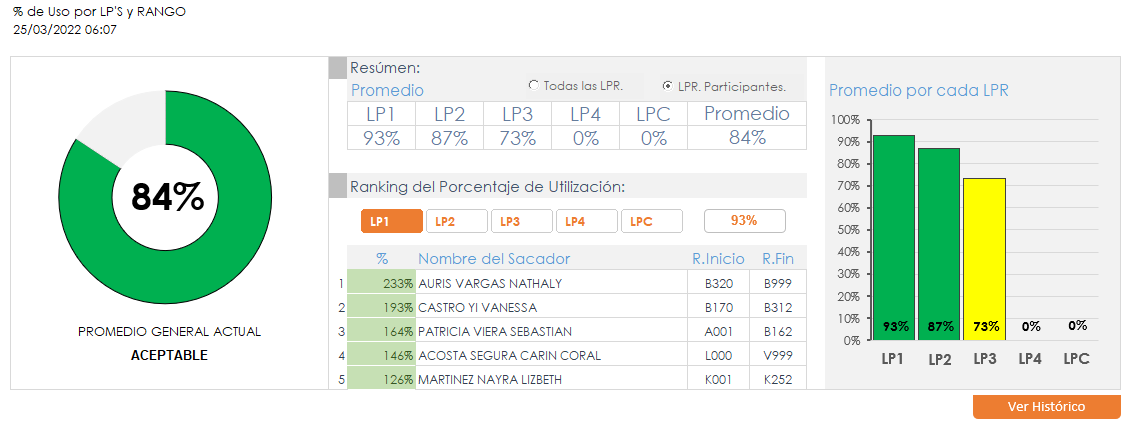 % de Uso por LP'S y RANGO
25/03/2022 06:07
84%
PROMEDIO GENERAL ACTUAL
ACEPTABLE
Resúmen:
Promedio
Todas las LPR.
LPR. Participantes.
LP1 LP2 LP3 LP4 LPC Promedio
93% 87% 73% 0% 0% 84%
Ranking del Porcentaje de Utilización:
LP1 LP2 LP3 LP4 LPC 93%
% Nombre del Sacador R.Inicio R.Fin
1 233% AURIS VARGAS NATHALY B320 B999
2 193% CASTRO YI VANESSA B170 B312
3 164% PATRICIA VIERA SEBASTIAN A001 B162
4 146% ACOSTA SEGURA CARIN CORAL L000 V999
5 126% MARTINEZ NAYRA LIZBETH K001 K252
Promedio por cada LPR
100%
90%
80%
70%
60%
50%
40%
30%
20%
10%
0%
93% 87% 73% 0% 0%
LP1 LP2 LP3 LP4 LPC
Ver Histórico